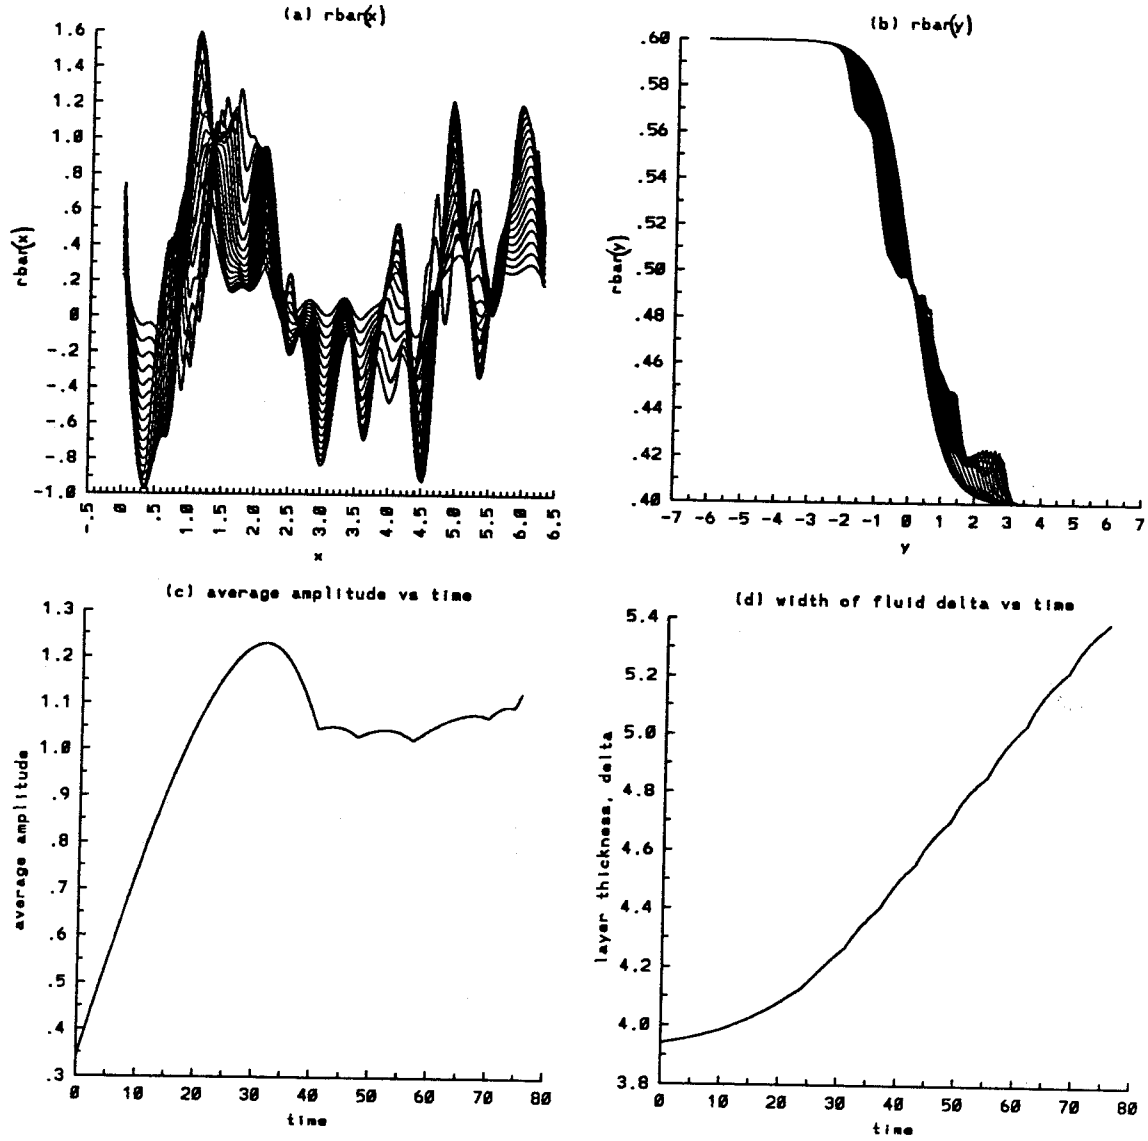 (a) rbar(x)
1.6
1.4
1.2
1.0
.8
.6
.4
.2
0
-.2
-.4
-.6
-.8
-1.0
rbar(x)
-.5 0 0.5 1.0 1.5 2.0 2.5 3.0 3.5 4.0 4.5 5.0 5.5 6.0 6.5
x
(b) rbar(y)
.60
.58
.56
.54
.52
.50
.48
.46
.44
.42
.40
rbar(y)
-7 -6 -5 -4 -3 -2 -1 0 1 2 3 4 5 6 7
y
(c) average amplitude vs time
1.3
1.2
1.1
1.0
.9
.8
.7
.6
.5
.4
.3
average amplitude
0 10 20 30 40 50 60 70 80
time
(d) width of fluid delta vs time
5.4
5.2
5.0
4.8
4.6
4.4
4.2
4.0
3.8
layer thickness, delta
0 10 20 30 40 50 60 70 80
time